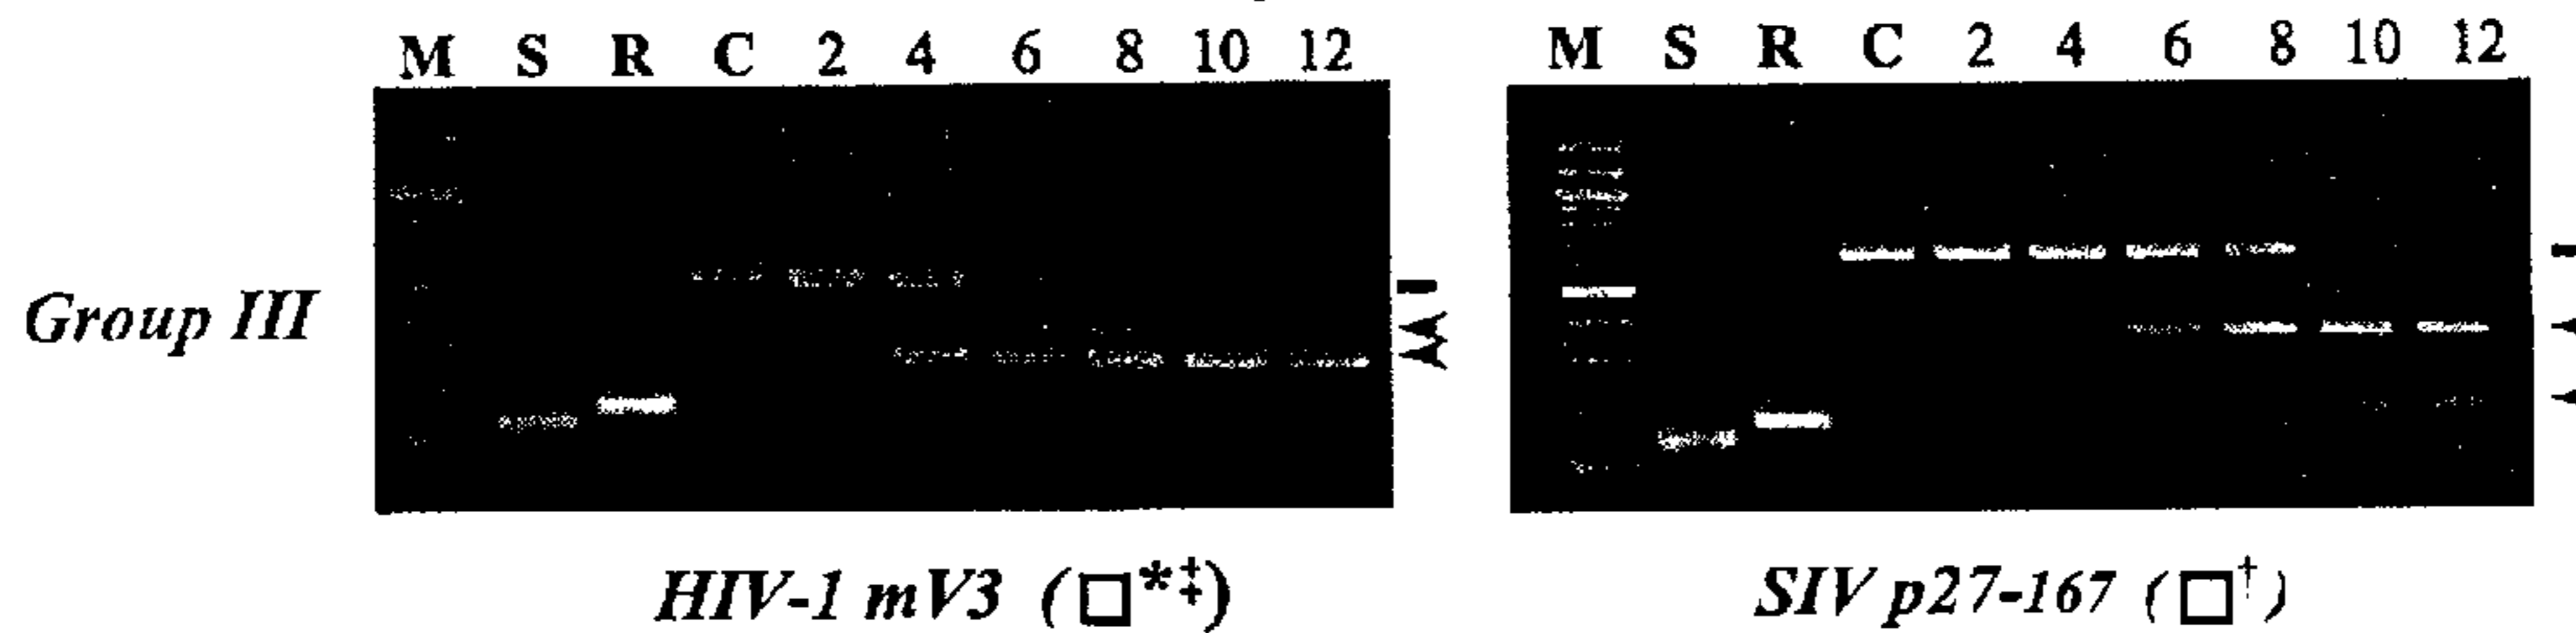 M S R C 2 4 6 8 10 12
M S R C 2 4 6 8 10 12
Group III
HIV-1 mV3 (□*‡)
SIV p27-167 (□†)